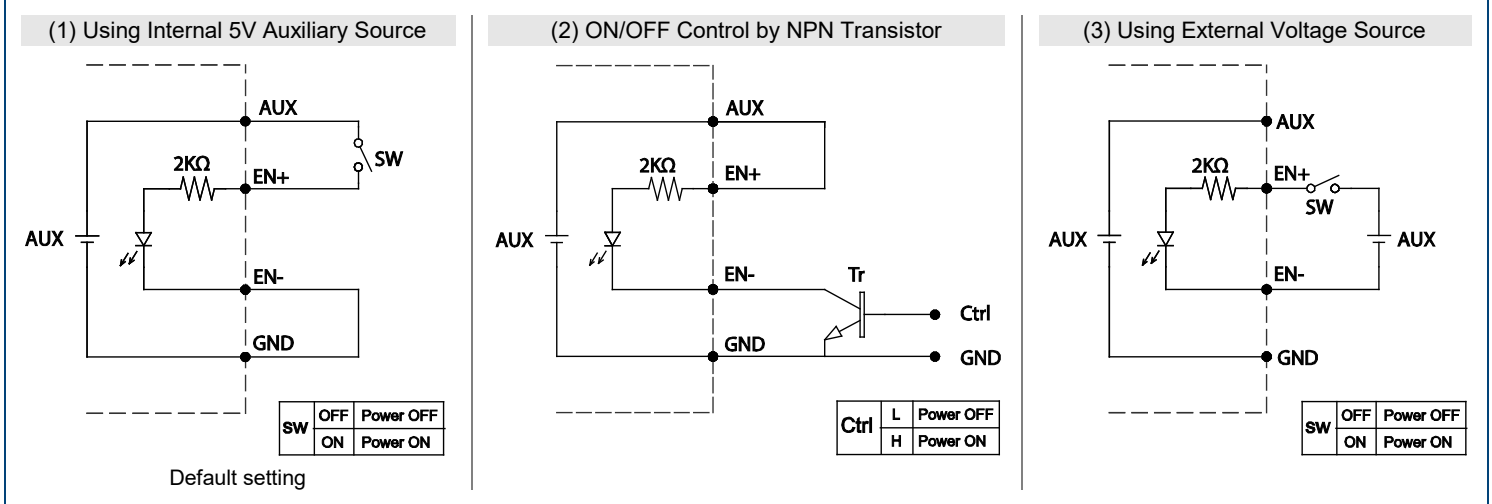 (1) Using Internal 5V Auxiliary Source
AUX
2KΩ
EN+
SW
AUX
EN-
GND
SW OFF Power OFF
ON Power ON
Default setting
(2) ON/OFF Control by NPN Transistor
AUX
2KΩ
EN+
AUX
EN-
Tr
Ctrl
GND
GND
Ctrl L Power OFF
H Power ON
(3) Using External Voltage Source
AUX
2KΩ
EN+
SW
AUX
AUX
EN-
GND
SW OFF Power OFF
ON Power ON